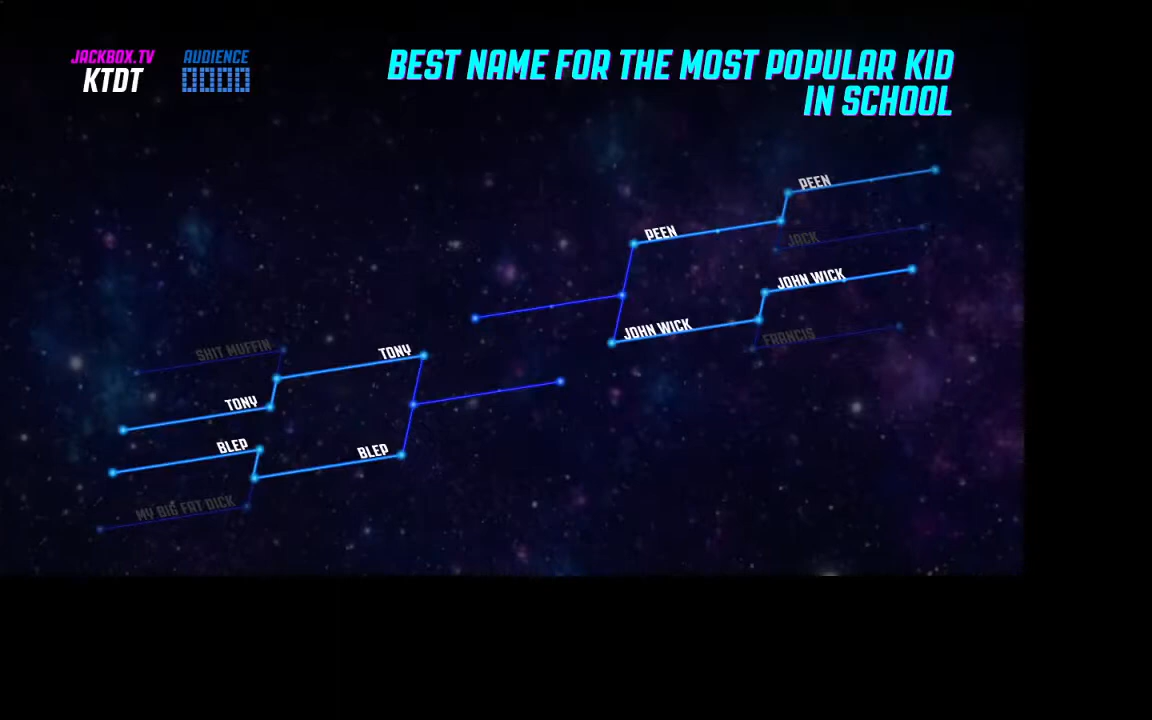 JACKBOX.TV
KTDT
AUDIENCE
BEST NAME FOR THE MOST POPULAR KID
IN SCHOOL
PEEN
JACK
PEEN
JOHN WICK
JOHN WICK
FRANCIS
SHIT MUFFIN
TONY
TONY
BLEP
BLEP
MY BIG FAT DICK